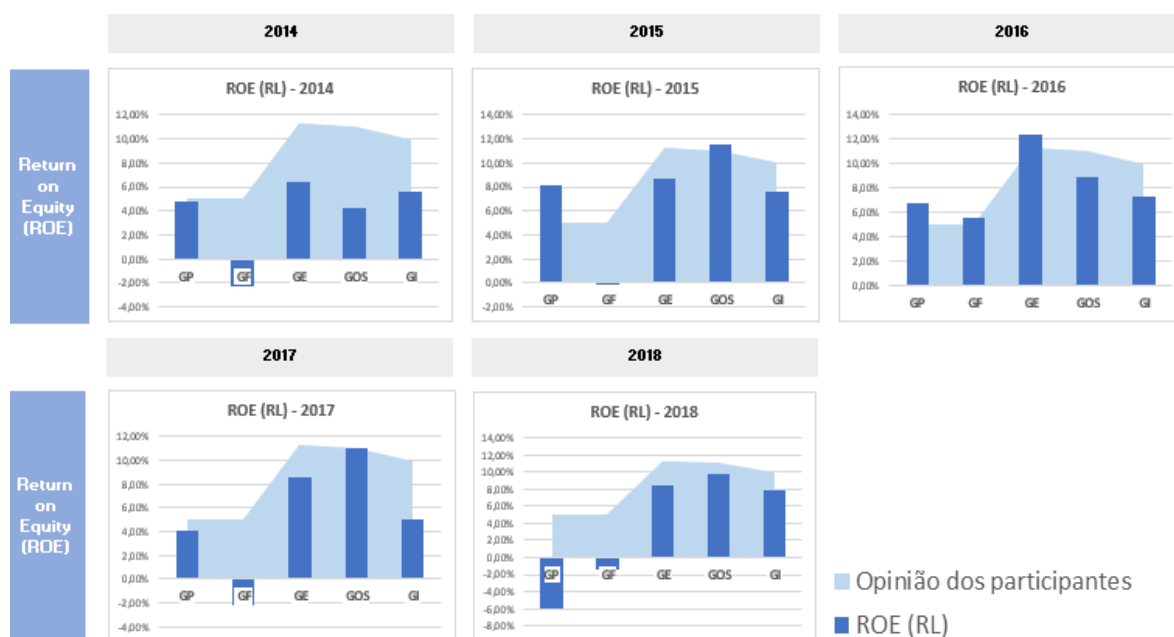 2014
2015
2016
Return
on
Equity
(ROE)
ROE (RL) - 2014
12,00%
10,00%
8,00%
6,00%
4,00%
2,00%
0,00%
-2,00%
-4,00%
GP GF GE GOS GI
ROE (RL) - 2015
14,00%
12,00%
10,00%
8,00%
6,00%
4,00%
2,00%
0,00%
-2,00%
GP GF GE GOS GI
ROE (RL) - 2016
14,00%
12,00%
10,00%
8,00%
6,00%
4,00%
2,00%
0,00%
GP GF GE GOS GI
2017
2018
Return
on
Equity
(ROE)
ROE (RL) - 2017
12,00%
10,00%
8,00%
6,00%
4,00%
2,00%
0,00%
-2,00%
-4,00%
GP GF GE GOS GI
ROE (RL) - 2018
14,00%
12,00%
10,00%
8,00%
6,00%
4,00%
2,00%
0,00%
-2,00%
-4,00%
-6,00%
-8,00%
GP GF GE GOS GI
Opinião dos participantes
ROE (RL)